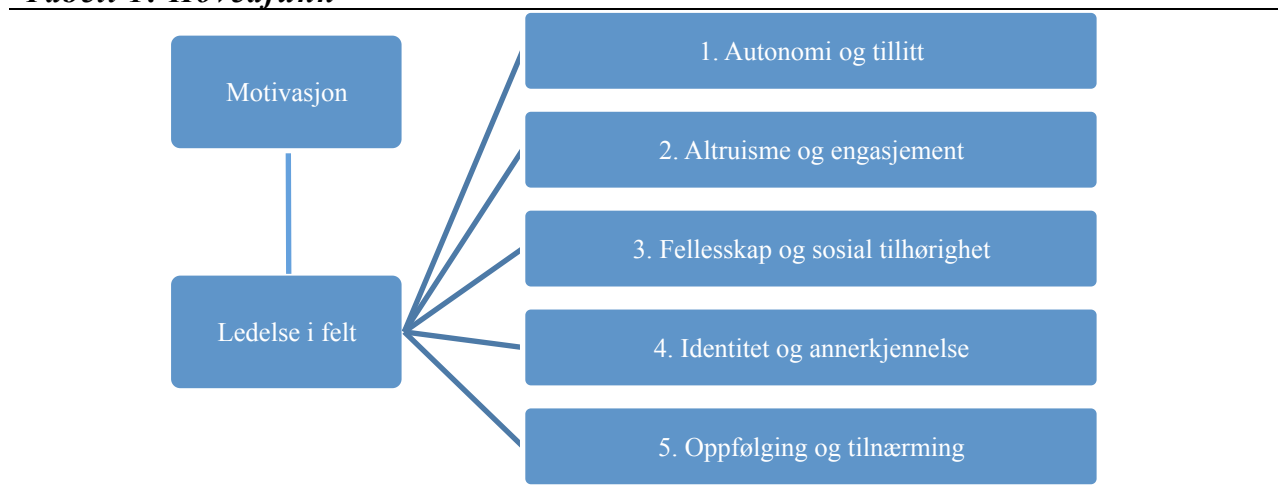 Motivasjon
Ledelse i felt
1. Autonomi og tillitt
2. Altruisme og engasjement
3. Fellesskap og sosial tilhørighet
4. Identitet og annerkjennelse
5. Oppfølging og tilnærming